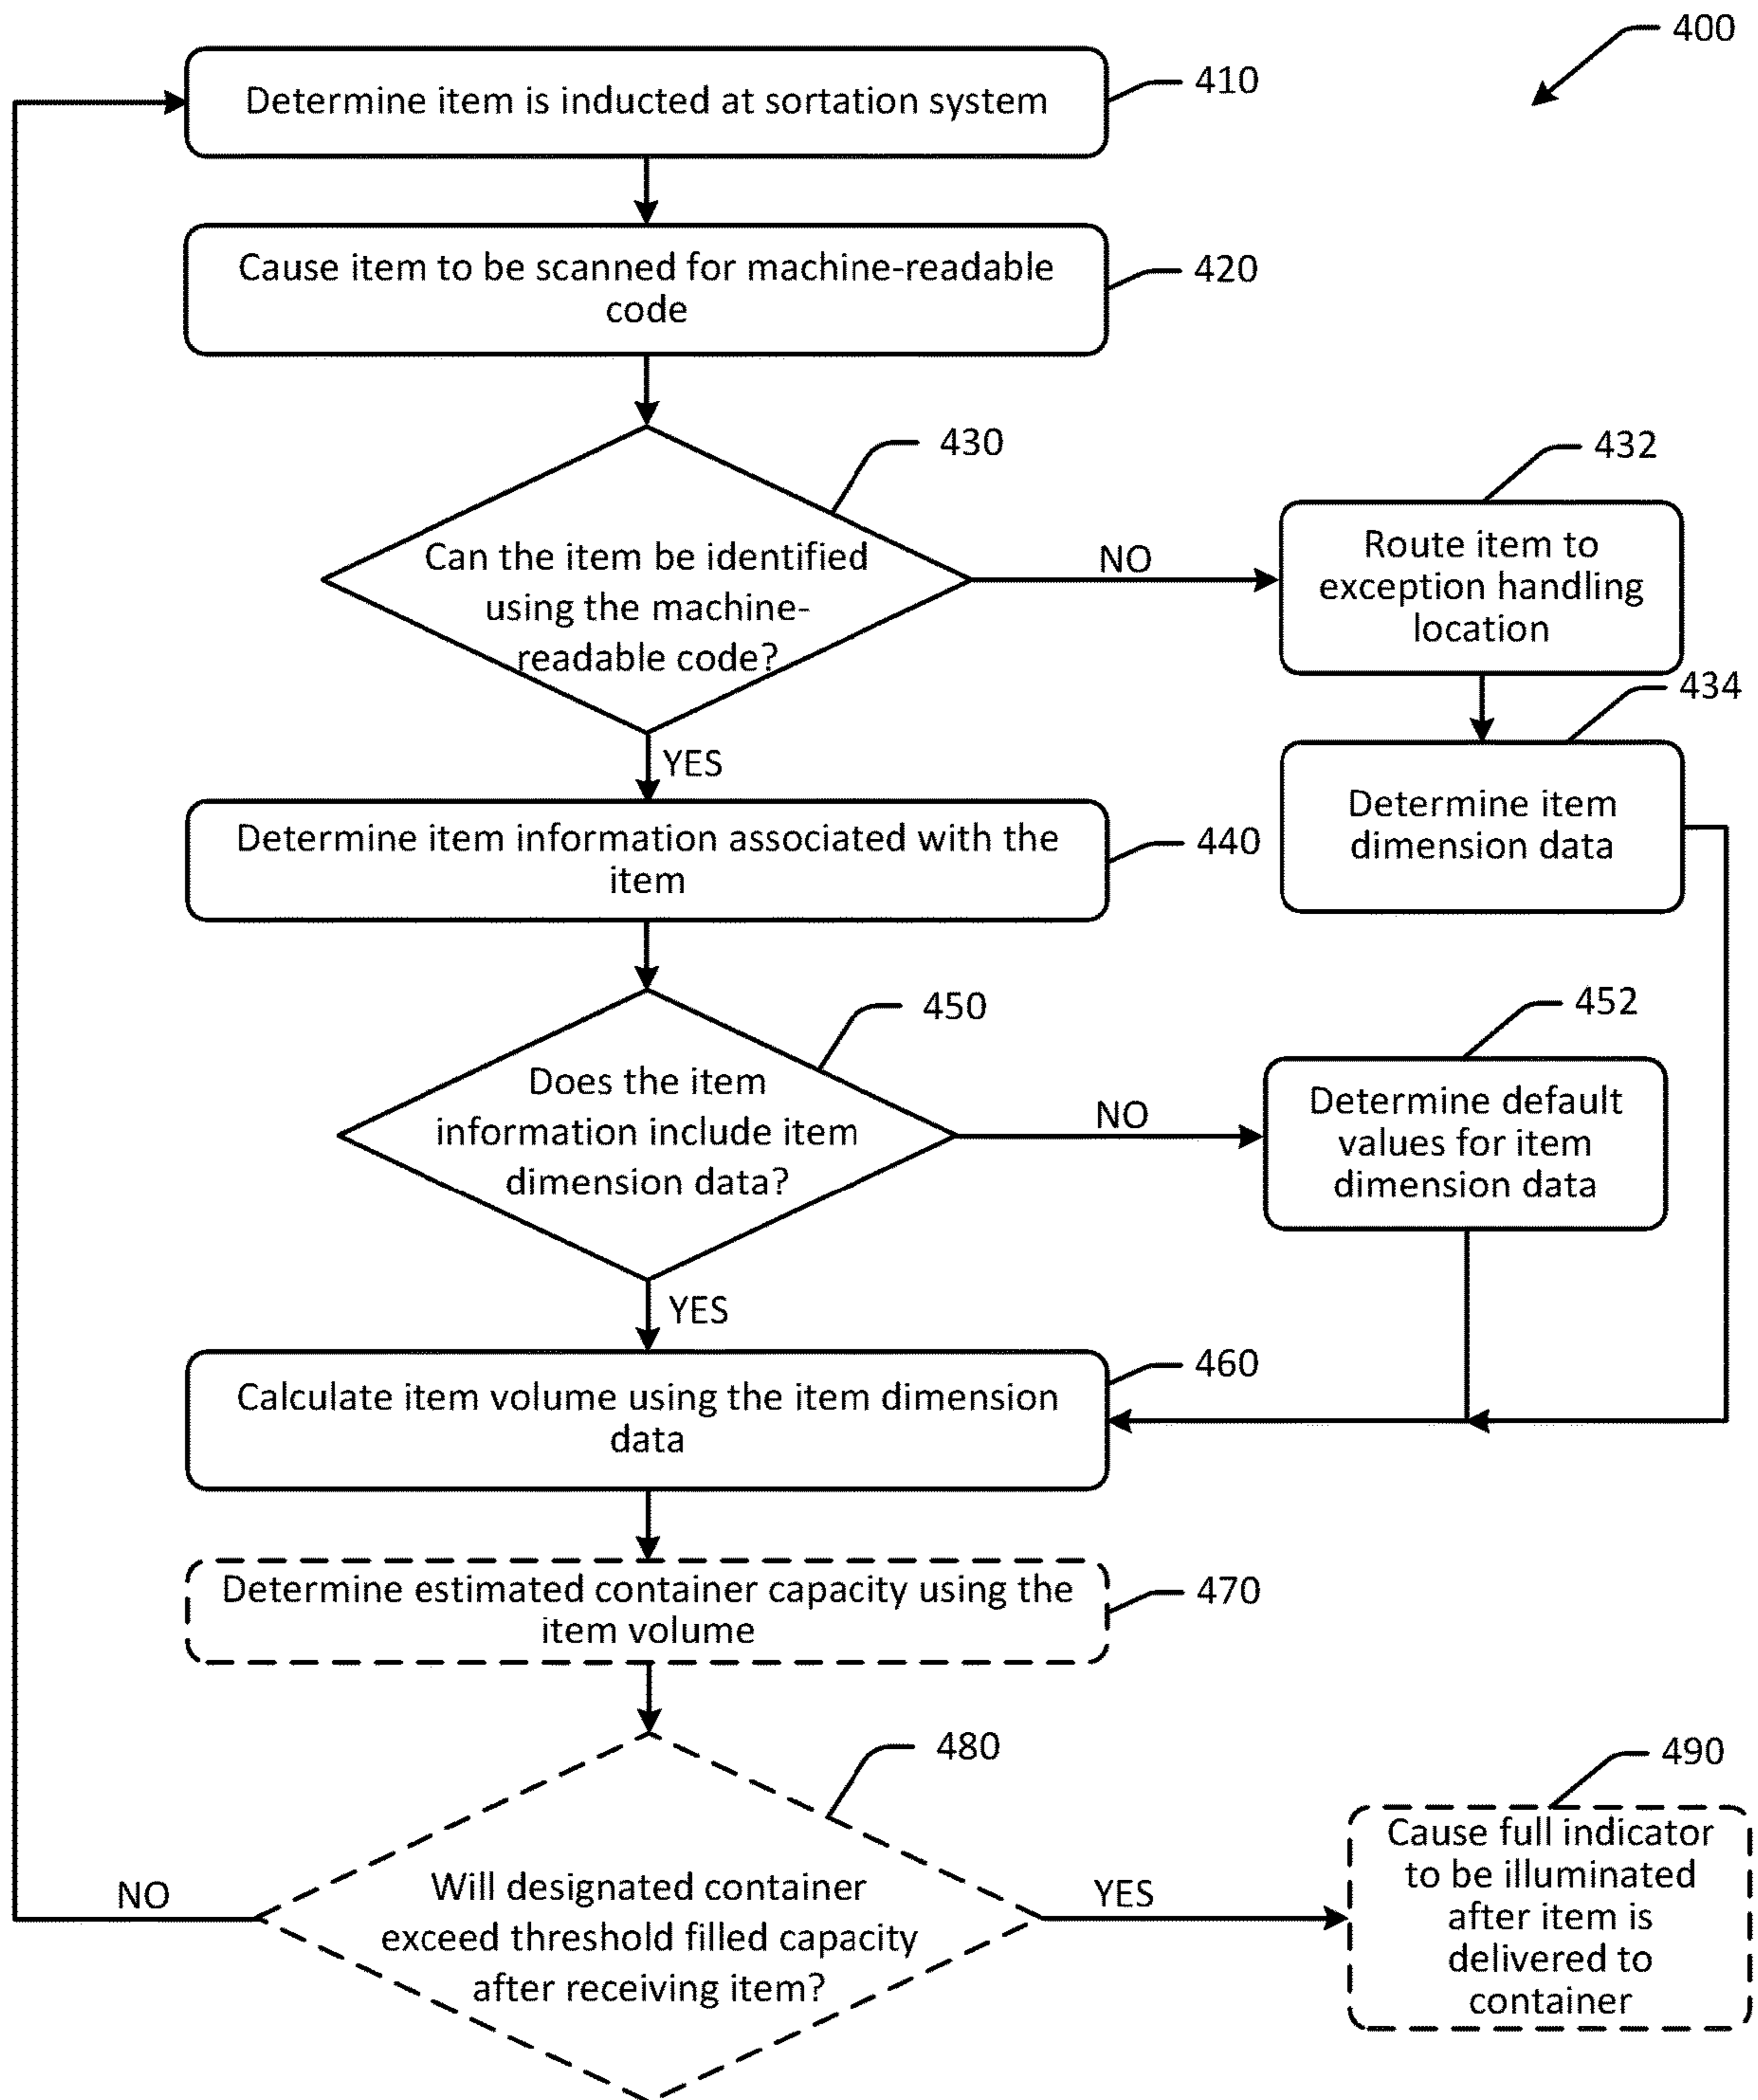 400
Determine item is inducted at sortation system
410
Cause item to be scanned for machine-readable
code
420
430
Can the item be identified
using the machine-
readable code?
NO
432
Route item to
exception handling
location
434
Determine item
dimension data
YES
Determine item information associated with the
item
440
450
Does the item
information include item
dimension data?
NO
452
Determine default
values for item
dimension data
YES
460
Calculate item volume using the item dimension
data
Determine estimated container capacity using the
item volume
470
480
Will designated container
exceed threshold filled capacity
after receiving item?
NO
YES
490
Cause full indicator
to be illuminated
after item is
delivered to
container